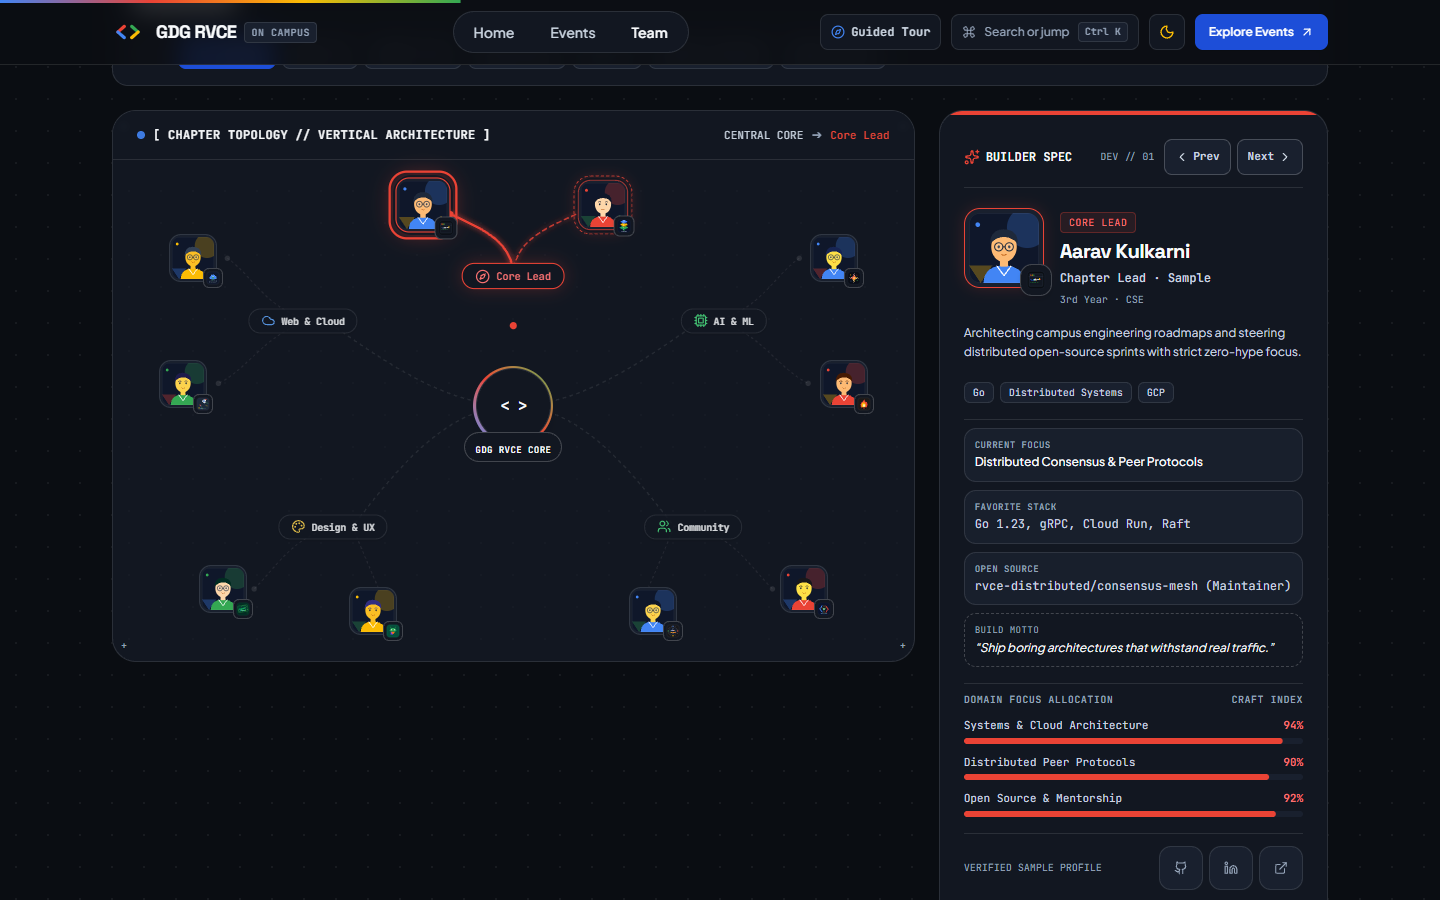 GDG RVCE ON CAMPUS
Home Events Team
Guided Tour
Search or jump Ctrl K
Explore Events
[ CHAPTER TOPOLOGY // VERTICAL ARCHITECTURE ]
CENTRAL CORE → Core Lead
Core Lead
Web & Cloud
AI & ML
< >
GDG RVCE CORE
Design & UX
Community
+ +
BUILDER SPEC
DEV // 01
Prev
Next
CORE LEAD
Aarav Kulkarni
Chapter Lead · Sample
3rd Year · CSE
Architecting campus engineering roadmaps and steering
distributed open-source sprints with strict zero-hype focus.
Go Distributed Systems GCP
CURRENT FOCUS
Distributed Consensus & Peer Protocols
FAVORITE STACK
Go 1.23, gRPC, Cloud Run, Raft
OPEN SOURCE
rvce-distributed/consensus-mesh (Maintainer)
BUILD MOTTO
“Ship boring architectures that withstand real traffic.”
DOMAIN FOCUS ALLOCATION CRAFT INDEX
Systems & Cloud Architecture 94%
Distributed Peer Protocols 90%
Open Source & Mentorship 92%
VERIFIED SAMPLE PROFILE